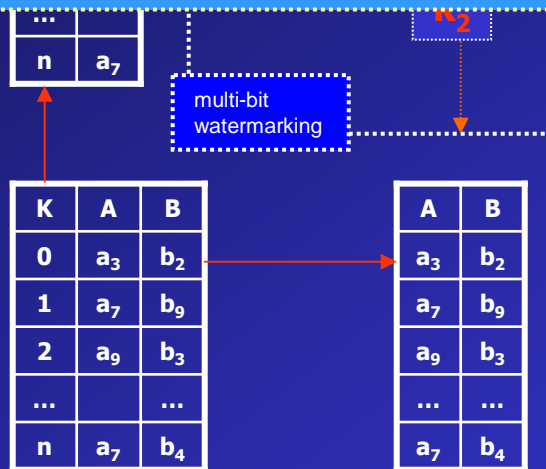 ...
K₂
n a₇
multi-bit
watermarking
K A B
0 a₃ b₂
1 a₇ b₉
2 a₉ b₃
... ...
n a₇ b₄
A B
a₃ b₂
a₇ b₉
a₉ b₃
... ...
a₇ b₄